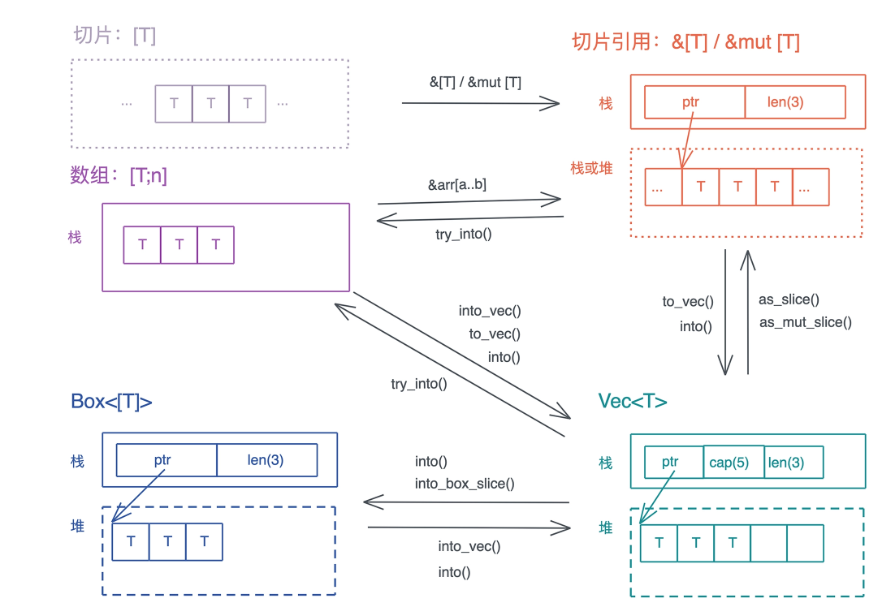 切片：[T]
切片引用：&[T] / &mut [T]
... T T T ...
&[T] / &mut [T]
栈
ptr
len(3)
数组：[T;n]
栈或堆
... T T T ...
&arr[a..b]
try_into()
栈
T T T
into_vec()
to_vec()
into()
try_into()
to_vec()
into()
as_slice()
as_mut_slice()
Box<[T]>
Vec<T>
栈
ptr
len(3)
into()
into_box_slice()
栈
ptr
cap(5)
len(3)
堆
T T T
into_vec()
into()
堆
T T T